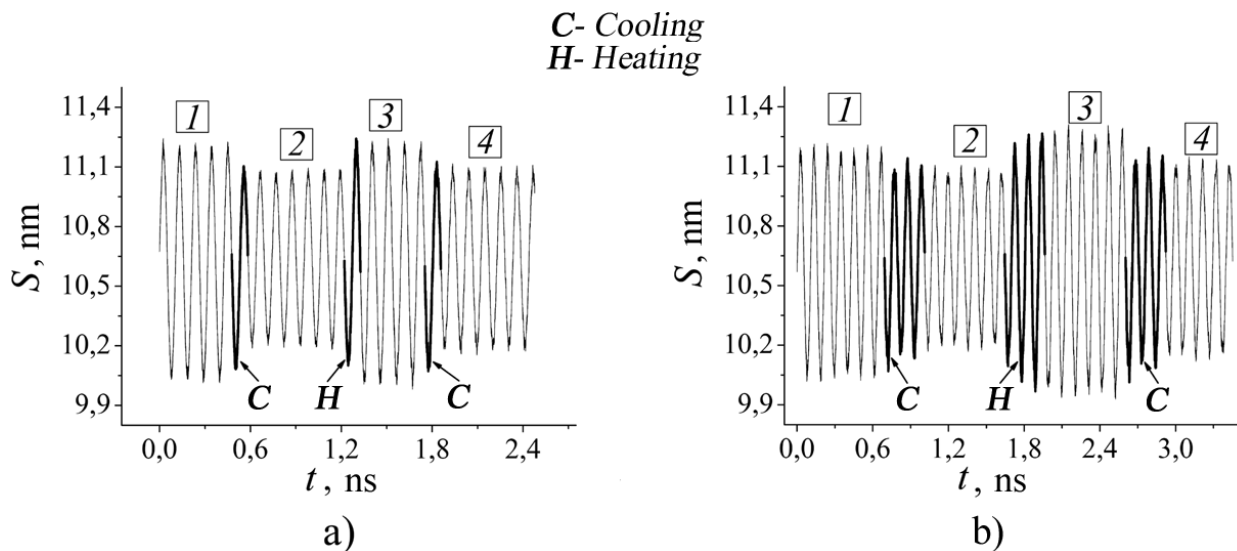 C- Cooling
H- Heating
1
2
3
4
11,4
11,1
10,8
10,5
10,2
9,9
S, nm
C
H
C
0,0
0,6
1,2
1,8
2,4
t, ns
a)
1
2
3
4
11,4
11,1
10,8
10,5
10,2
9,9
S, nm
C
H
C
0,0
0,6
1,2
1,8
2,4
3,0
t, ns
b)